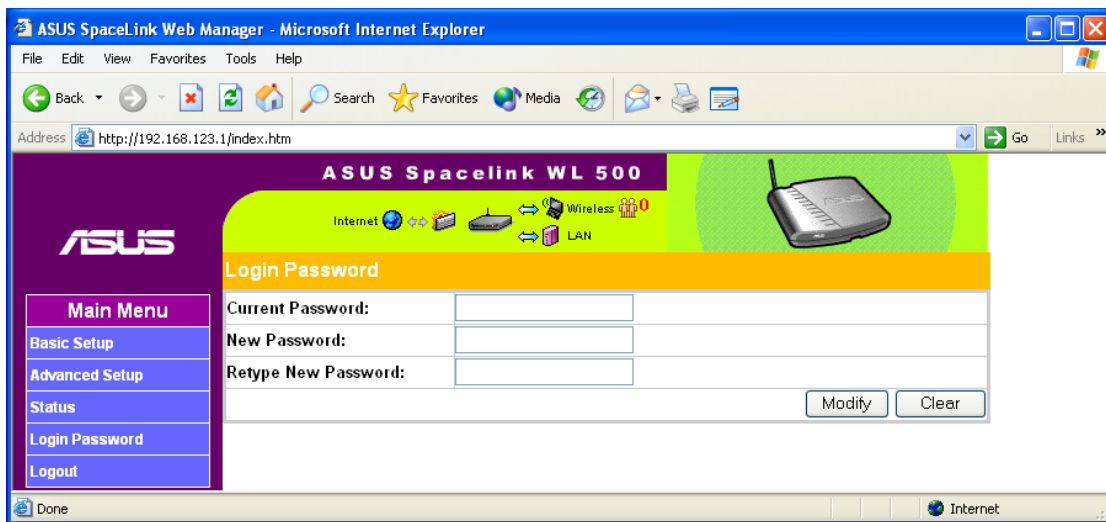 ASUS SpaceLink Web Manager - Microsoft Internet Explorer
File Edit View Favorites Tools Help
Back Search Favorites Media
Address http://192.168.123.1/index.htm Go Links »
ASUS Spacelink WL 500
Internet Wireless 0
LAN
ASUS
Login Password
Main Menu
Basic Setup
Advanced Setup
Status
Login Password
Logout
Current Password:
New Password:
Retype New Password:
Modify Clear
Done Internet